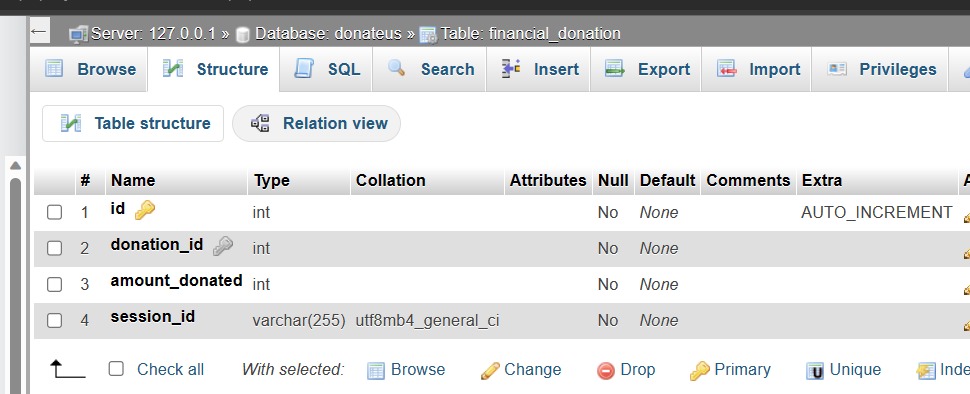 ← Server: 127.0.0.1 » Database: donateus » Table: financial_donation
Browse Structure SQL Search Insert Export Import Privileges
Table structure Relation view
# Name Type Collation Attributes Null Default Comments Extra
1 id int No None AUTO_INCREMENT
2 donation_id int No None
3 amount_donated int No None
4 session_id varchar(255) utf8mb4_general_ci No None
Check all With selected: Browse Change Drop Primary Unique Inde